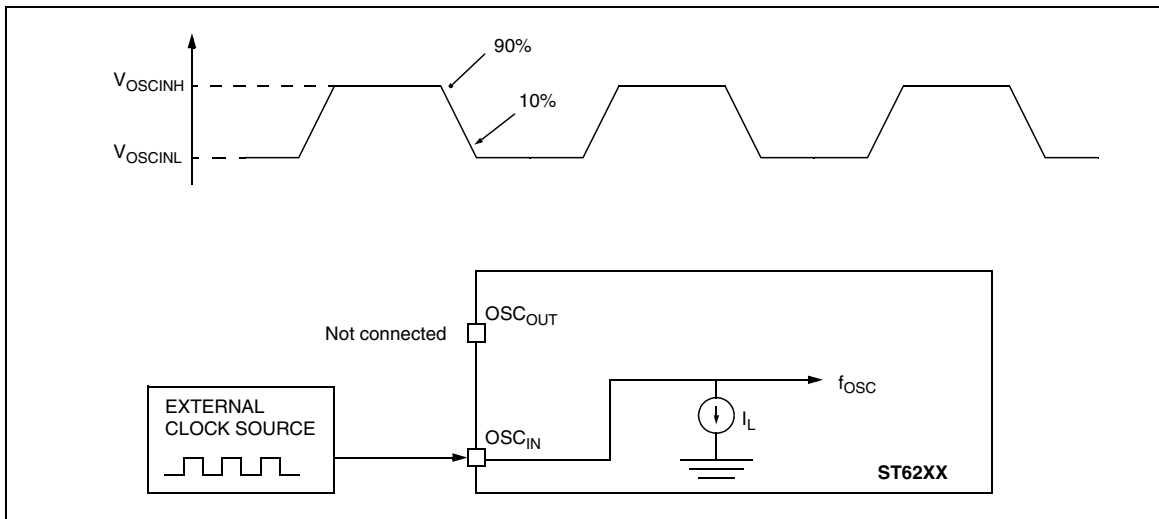 90%
V_OSCINH
10%
V_OSCINL
OSC_OUT
Not connected
f_OSC
EXTERNAL
CLOCK SOURCE
I_L
OSC_IN
ST62XX